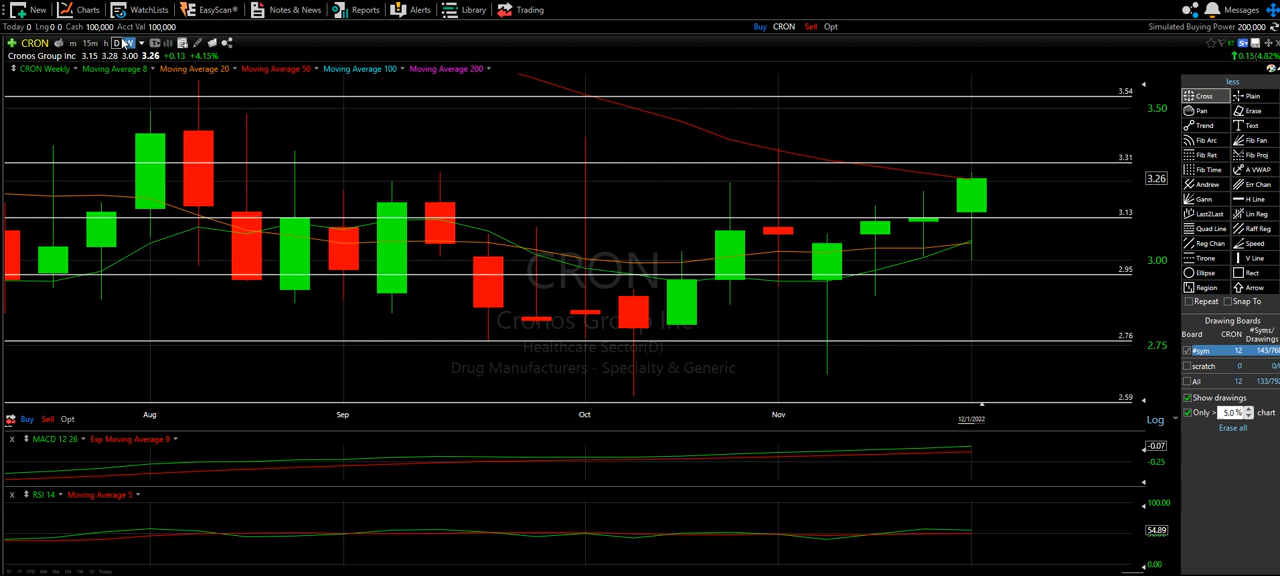 New Charts WatchLists EasyScan® Notes & News Reports Alerts Library Trading Messages
Today 0 Lng 0 0 Cash 100,000 Acct Val 100,000 Buy CRON Sell Opt Simulated Buying Power 200,000
CRON m 15m h D W
Cronos Group Inc 3.15 3.28 3.00 3.26 +0.13 +4.15% 0.15(4.82%
CRON Weekly Moving Average 8 Moving Average 20 Moving Average 50 Moving Average 100 Moving Average 200
less
Cross Plain
Pan Erase
Trend Text
Fib Arc Fib Fan
Fib Ret Fib Proj
Fib Time A VWAP
Andrew Err Chan
Gann H Line
Last2Last Lin Reg
Quad Line Raff Reg
Reg Chan Speed
Tirone V Line
Ellipse Rect
Region Arrow
Repeat Snap To
Drawing Boards
Board CRON #Syms/
Drawings
#sym 12 143/768
scratch 0 0/0
All 12 133/792
Show drawings
Only > 5.0 % chart
Erase all
3.54
3.50
3.31
3.26
3.13
3.00
2.95
2.76
2.75
2.59
CRON
Cronos Group Inc
Healthcare Sector(D)
Drug Manufacturers - Specialty & Generic
Aug Sep Oct Nov 12/1/2022
Buy Sell Opt Log
MACD 12 26 Exp Moving Average 9
-0.07
-0.25
RSI 14 Moving Average 5
100.00
54.89
0.00